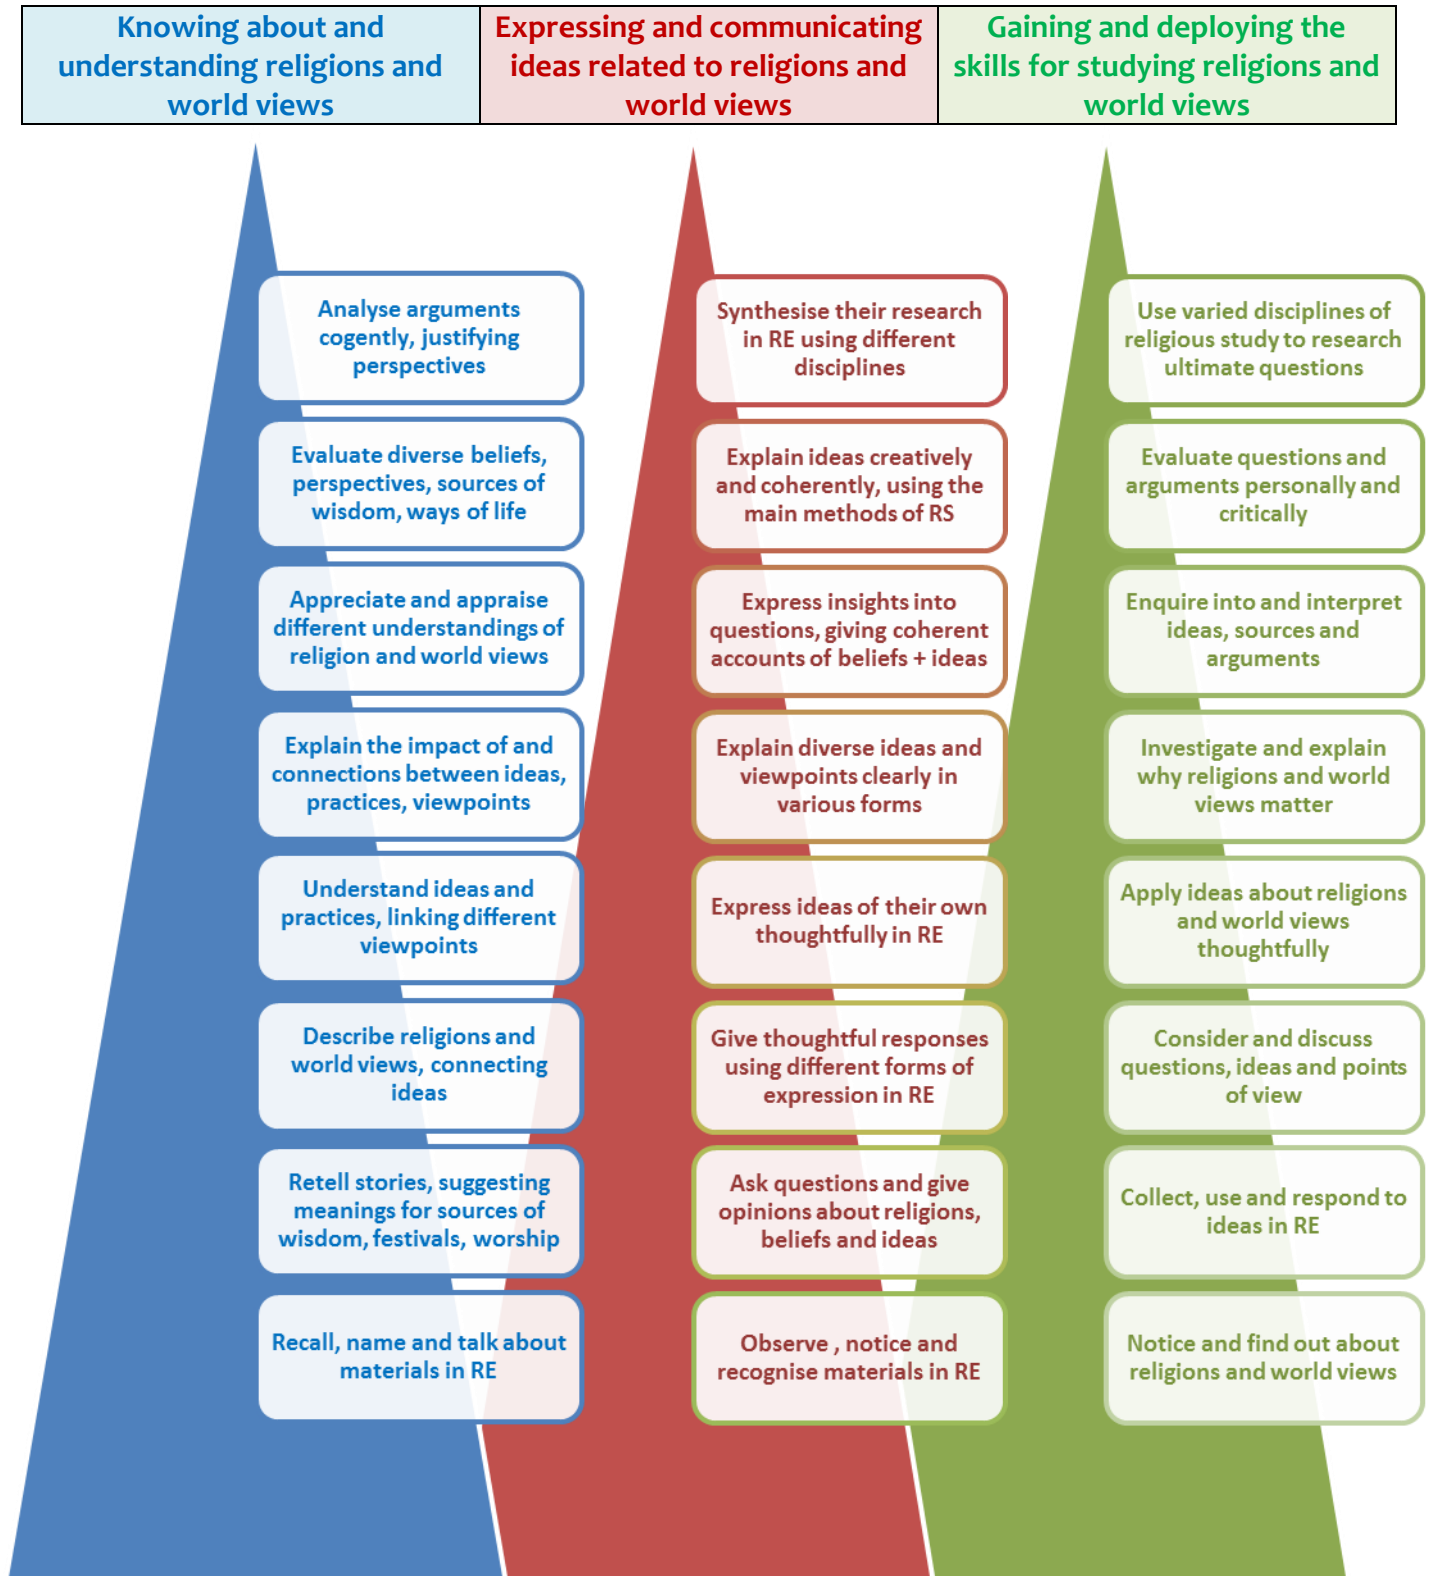 Knowing about and
understanding religions and
world views
Expressing and communicating
ideas related to religions and
world views
Gaining and deploying the
skills for studying religions and
world views
Analyse arguments
cogently, justifying
perspectives
Evaluate diverse beliefs,
perspectives, sources of
wisdom, ways of life
Appreciate and appraise
different understandings of
religion and world views
Explain the impact of and
connections between ideas,
practices, viewpoints
Understand ideas and
practices, linking different
viewpoints
Describe religions and
world views, connecting
ideas
Retell stories, suggesting
meanings for sources of
wisdom, festivals, worship
Recall, name and talk about
materials in RE
Synthesise their research
in RE using different
disciplines
Explain ideas creatively
and coherently, using the
main methods of RS
Express insights into
questions, giving coherent
accounts of beliefs + ideas
Explain diverse ideas and
viewpoints clearly in
various forms
Express ideas of their own
thoughtfully in RE
Give thoughtful responses
using different forms of
expression in RE
Ask questions and give
opinions about religions,
beliefs and ideas
Observe , notice and
recognise materials in RE
Use varied disciplines of
religious study to research
ultimate questions
Evaluate questions and
arguments personally and
critically
Enquire into and interpret
ideas, sources and
arguments
Investigate and explain
why religions and world
views matter
Apply ideas about religions
and world views
thoughtfully
Consider and discuss
questions, ideas and points
of view
Collect, use and respond to
ideas in RE
Notice and find out about
religions and world views